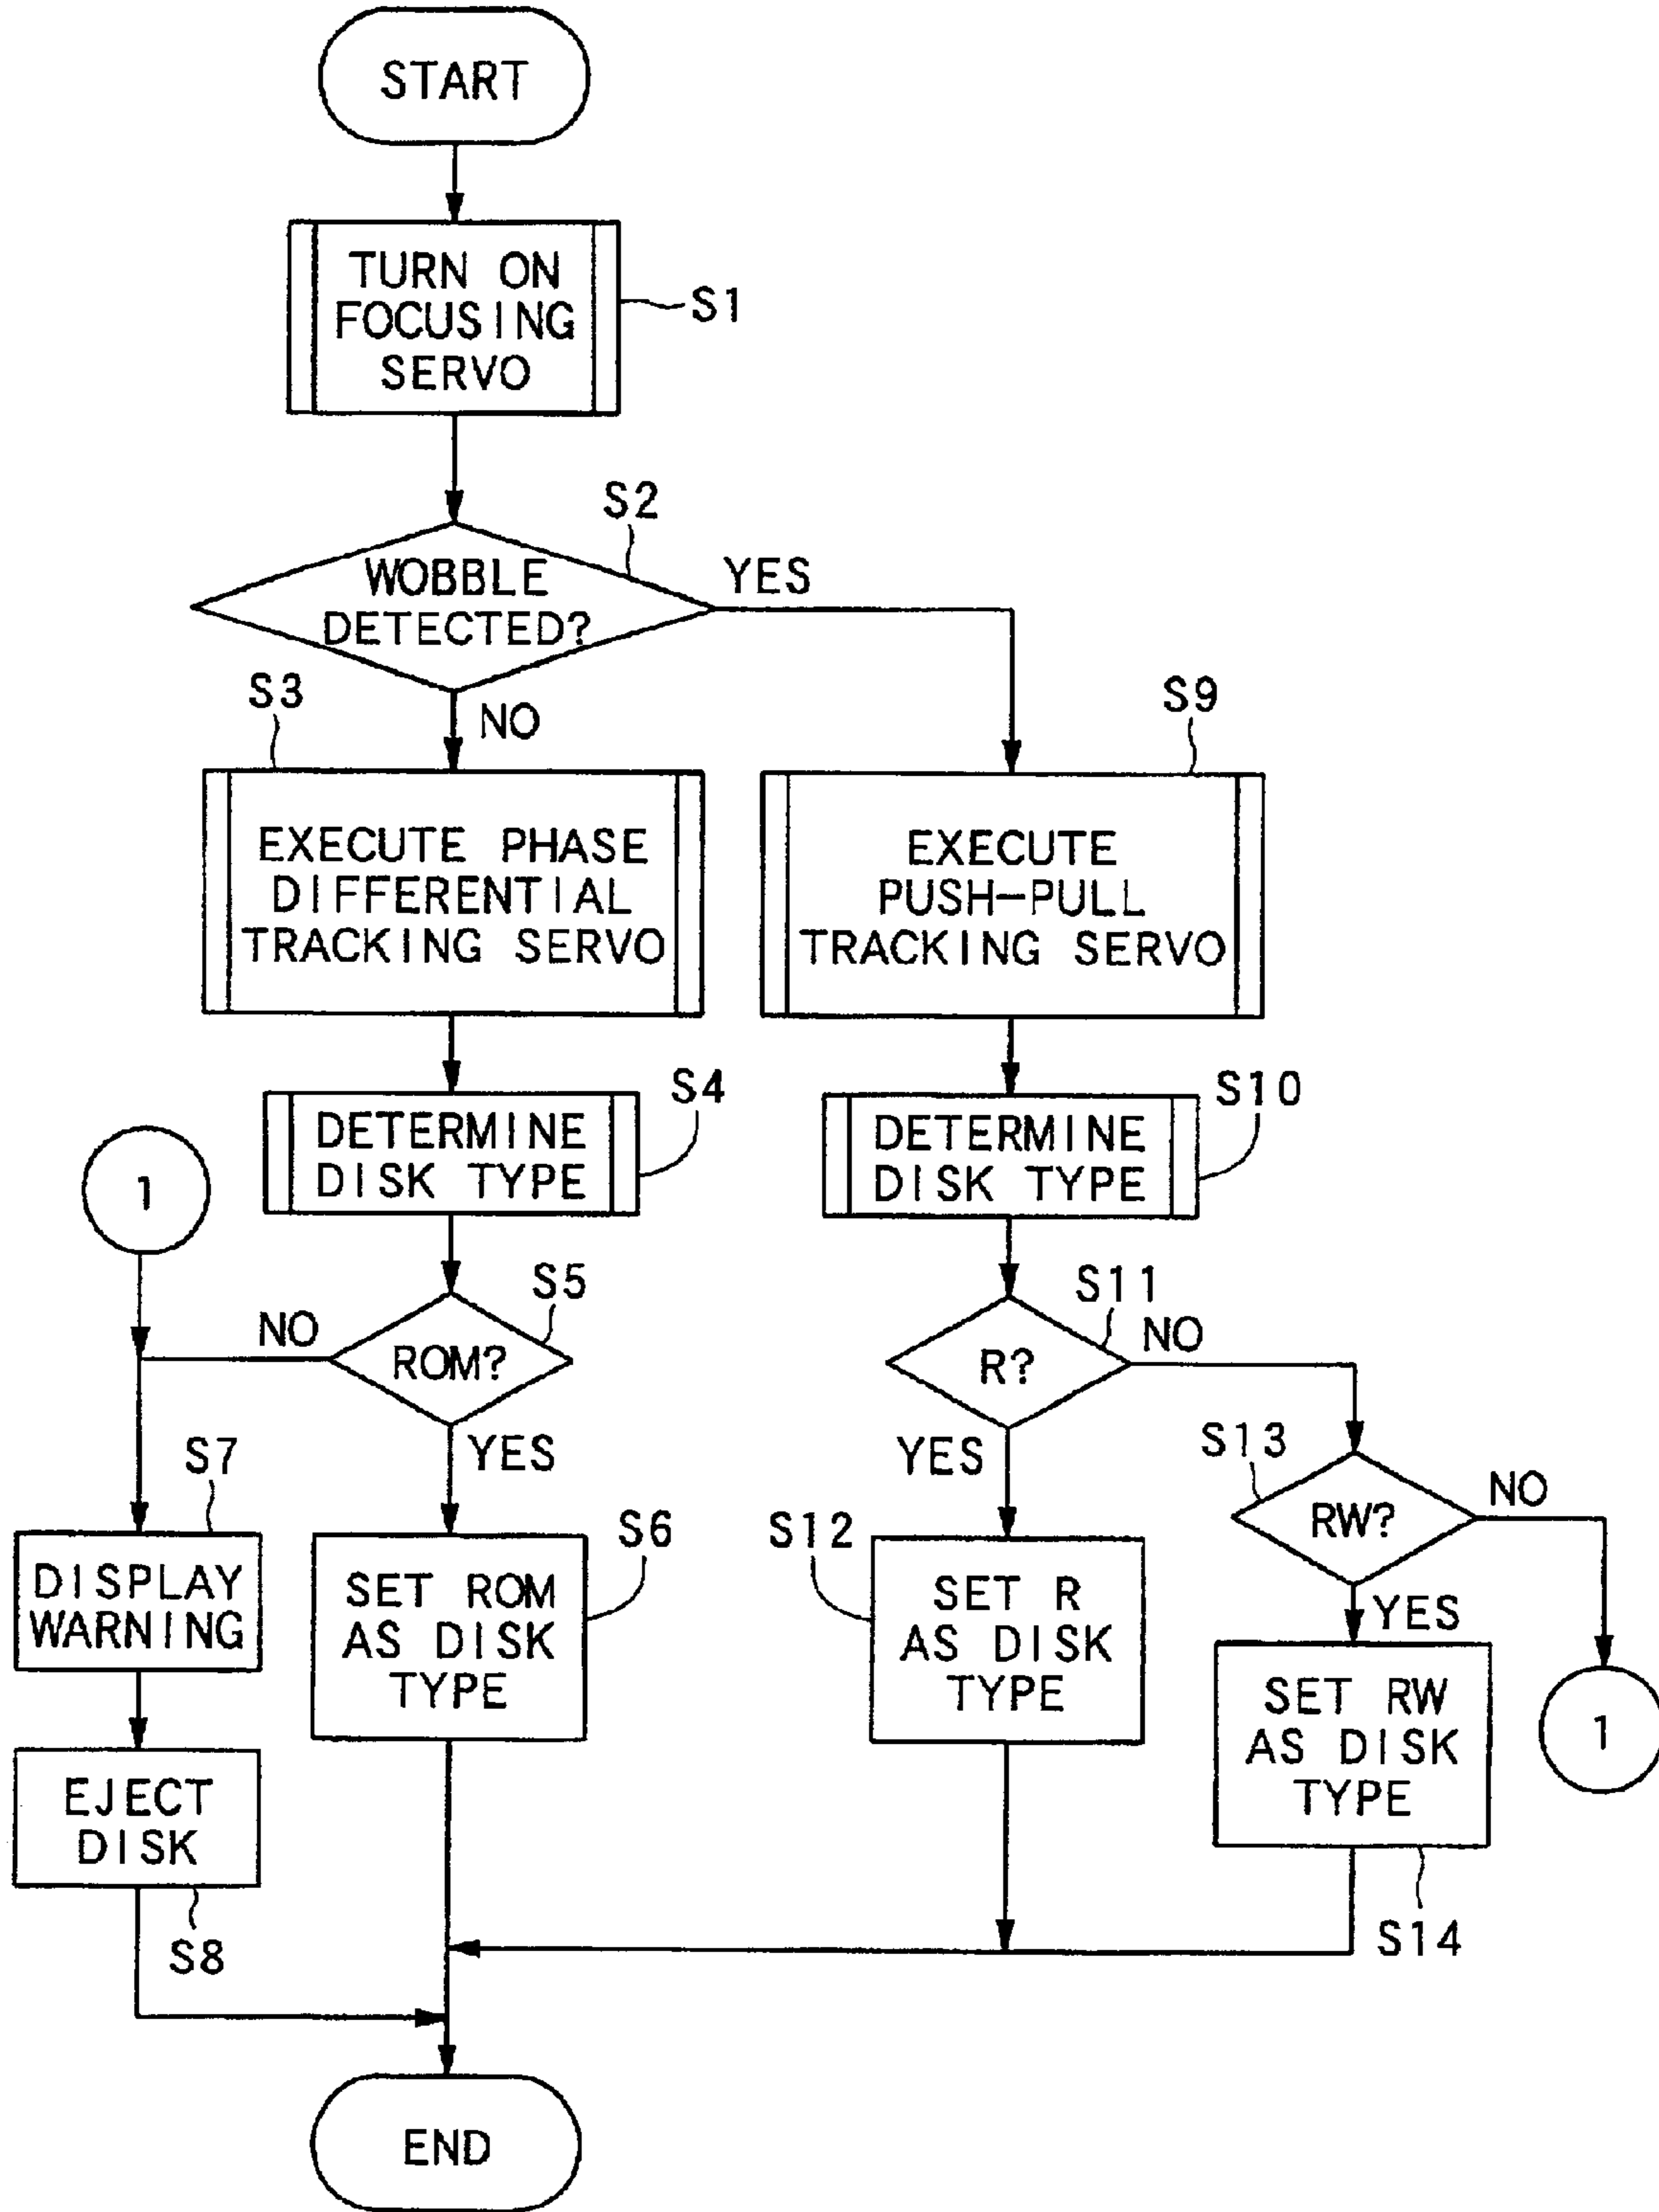 START
TURN ON
FOCUSING
SERVO
S1
S2
WOBBLE
DETECTED?
YES
NO
S3
EXECUTE PHASE
DIFFERENTIAL
TRACKING SERVO
S9
EXECUTE
PUSH-PULL
TRACKING SERVO
S4
DETERMINE
DISK TYPE
S10
DETERMINE
DISK TYPE
1
S5
ROM?
NO
YES
S11
R?
NO
YES
S7
DISPLAY
WARNING
S6
SET ROM
AS DISK
TYPE
S12
SET R
AS DISK
TYPE
S13
RW?
NO
YES
SET RW
AS DISK
TYPE
S14
1
EJECT
DISK
S8
END